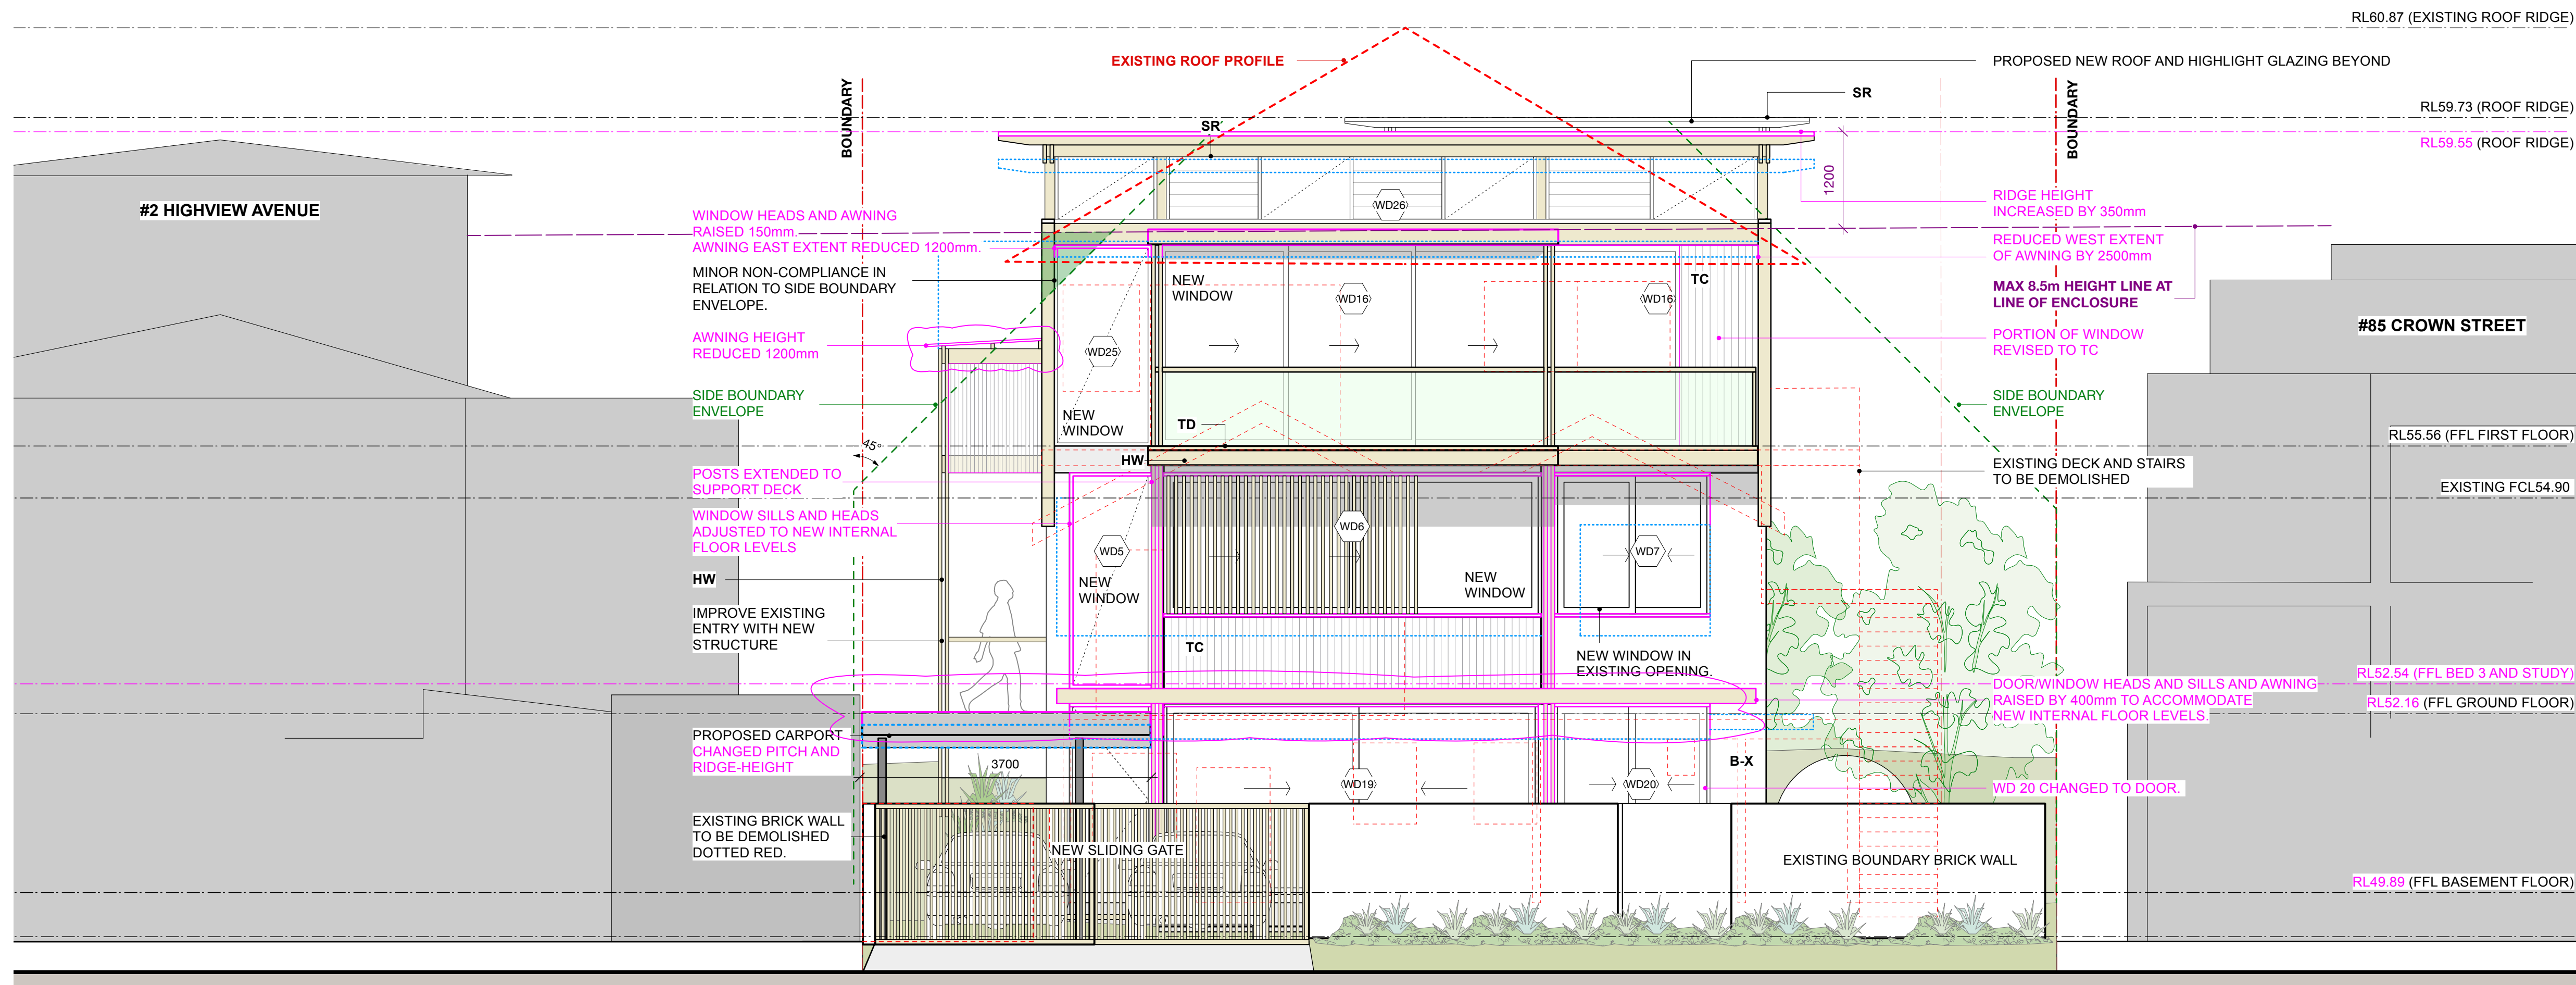 RL60.87 (EXISTING ROOF RIDGE)
EXISTING ROOF PROFILE
PROPOSED NEW ROOF AND HIGHLIGHT GLAZING BEYOND
BOUNDARY
BOUNDARY
SR
SR
RL59.73 (ROOF RIDGE)
RL59.55 (ROOF RIDGE)
1200
#2 HIGHVIEW AVENUE
WINDOW HEADS AND AWNING
RAISED 150mm.
AWNING EAST EXTENT REDUCED 1200mm.
MINOR NON-COMPLIANCE IN
RELATION TO SIDE BOUNDARY
ENVELOPE.
AWNING HEIGHT
REDUCED 1200mm
SIDE BOUNDARY
ENVELOPE
45°
POSTS EXTENDED TO
SUPPORT DECK
WINDOW SILLS AND HEADS
ADJUSTED TO NEW INTERNAL
FLOOR LEVELS
HW
IMPROVE EXISTING
ENTRY WITH NEW
STRUCTURE
PROPOSED CARPORT
CHANGED PITCH AND
RIDGE-HEIGHT
3700
EXISTING BRICK WALL
TO BE DEMOLISHED
DOTTED RED.
WD26
NEW
WINDOW
WD16
WD16
TC
WD25
NEW
WINDOW
TD
HW
WD5
NEW
WINDOW
WD6
NEW
WINDOW
WD7
TC
NEW WINDOW IN
EXISTING OPENING.
WD19
WD20
B-X
NEW SLIDING GATE
EXISTING BOUNDARY BRICK WALL
RIDGE HEIGHT
INCREASED BY 350mm
REDUCED WEST EXTENT
OF AWNING BY 2500mm
MAX 8.5m HEIGHT LINE AT
LINE OF ENCLOSURE
PORTION OF WINDOW
REVISED TO TC
#85 CROWN STREET
SIDE BOUNDARY
ENVELOPE
RL55.56 (FFL FIRST FLOOR)
EXISTING DECK AND STAIRS
TO BE DEMOLISHED
EXISTING FCL54.90
RL52.54 (FFL BED 3 AND STUDY)
DOOR/WINDOW HEADS AND SILLS AND AWNING
RAISED BY 400mm TO ACCOMMODATE
NEW INTERNAL FLOOR LEVELS.
RL52.16 (FFL GROUND FLOOR)
WD 20 CHANGED TO DOOR.
RL49.89 (FFL BASEMENT FLOOR)